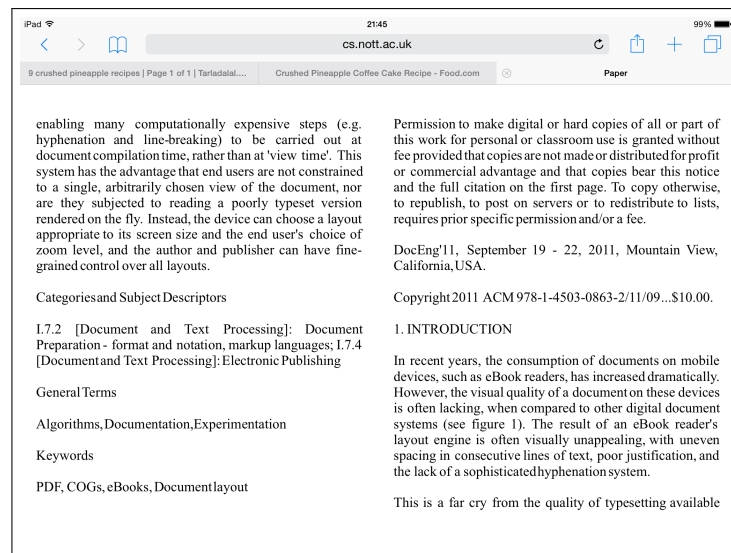 iPad 21:45 99%
cs.nott.ac.uk
9 crushed pineapple recipes | Page 1 of 1 | Tarladalal.... Crushed Pineapple Coffee Cake Recipe - Food.com Paper
enabling many computationally expensive steps (e.g.
hyphenation and line-breaking) to be carried out at
document compilation time, rather than at 'view time'. This
system has the advantage that end users are not constrained
to a single, arbitrarily chosen view of the document, nor
are they subjected to reading a poorly typeset version
rendered on the fly. Instead, the device can choose a layout
appropriate to its screen size and the end user's choice of
zoom level, and the author and publisher can have fine-
grained control over all layouts.
Categories and Subject Descriptors
I.7.2 [Document and Text Processing]: Document
Preparation - format and notation, markup languages; I.7.4
[Document and Text Processing]: Electronic Publishing
General Terms
Algorithms, Documentation, Experimentation
Keywords
PDF, COGs, eBooks, Document layout
Permission to make digital or hard copies of all or part of
this work for personal or classroom use is granted without
fee provided that copies are not made or distributed for profit
or commercial advantage and that copies bear this notice
and the full citation on the first page. To copy otherwise,
to republish, to post on servers or to redistribute to lists,
requires prior specific permission and/or a fee.
DocEng'11, September 19 - 22, 2011, Mountain View,
California, USA.
Copyright 2011 ACM 978-1-4503-0863-2/11/09...$10.00.
1. INTRODUCTION
In recent years, the consumption of documents on mobile
devices, such as eBook readers, has increased dramatically.
However, the visual quality of a document on these devices
is often lacking, when compared to other digital document
systems (see figure 1). The result of an eBook reader's
layout engine is often visually unappealing, with uneven
spacing in consecutive lines of text, poor justification, and
the lack of a sophisticated hyphenation system.
This is a far cry from the quality of typesetting available